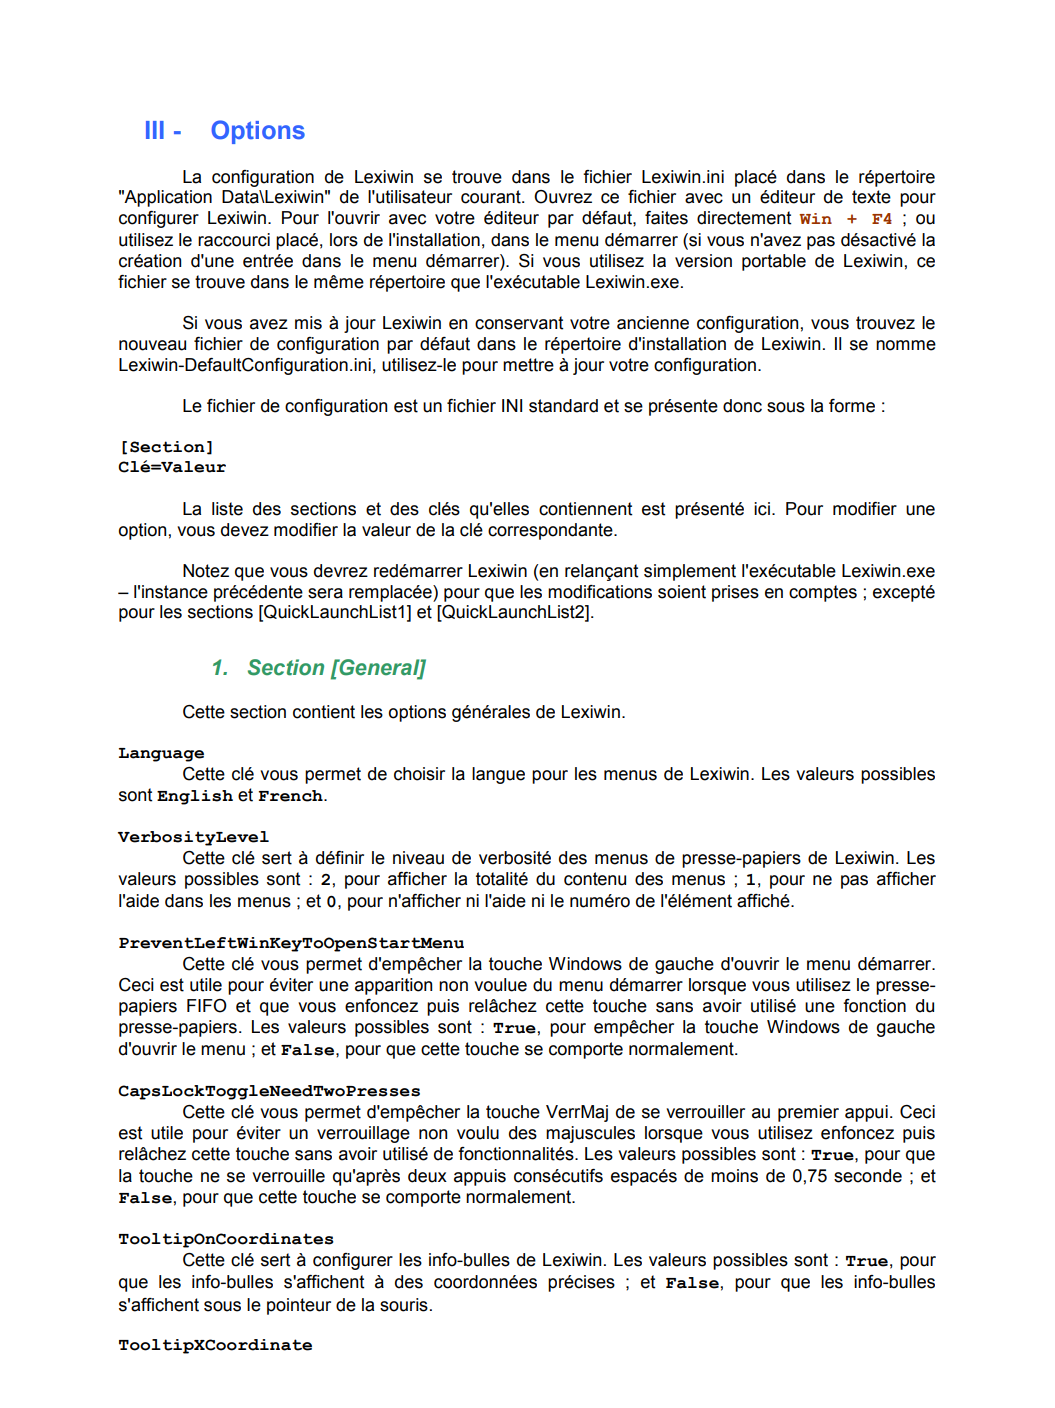 III - Options
La configuration de Lexiwin se trouve dans le fichier Lexiwin.ini placé dans le répertoire
"Application Data\Lexiwin" de l'utilisateur courant. Ouvrez ce fichier avec un éditeur de texte pour
configurer Lexiwin. Pour l'ouvrir avec votre éditeur par défaut, faites directement Win + F4 ; ou
utilisez le raccourci placé, lors de l'installation, dans le menu démarrer (si vous n'avez pas désactivé la
création d'une entrée dans le menu démarrer). Si vous utilisez la version portable de Lexiwin, ce
fichier se trouve dans le même répertoire que l'exécutable Lexiwin.exe.
Si vous avez mis à jour Lexiwin en conservant votre ancienne configuration, vous trouvez le
nouveau fichier de configuration par défaut dans le répertoire d'installation de Lexiwin. Il se nomme
Lexiwin-DefaultConfiguration.ini, utilisez-le pour mettre à jour votre configuration.
Le fichier de configuration est un fichier INI standard et se présente donc sous la forme :
[Section]
Clé=Valeur
La liste des sections et des clés qu'elles contiennent est présenté ici. Pour modifier une
option, vous devez modifier la valeur de la clé correspondante.
Notez que vous devrez redémarrer Lexiwin (en relançant simplement l'exécutable Lexiwin.exe
– l'instance précédente sera remplacée) pour que les modifications soient prises en comptes ; excepté
pour les sections [QuickLaunchList1] et [QuickLaunchList2].
1. Section [General]
Cette section contient les options générales de Lexiwin.
Language
Cette clé vous permet de choisir la langue pour les menus de Lexiwin. Les valeurs possibles
sont English et French.
VerbosityLevel
Cette clé sert à définir le niveau de verbosité des menus de presse-papiers de Lexiwin. Les
valeurs possibles sont : 2, pour afficher la totalité du contenu des menus ; 1, pour ne pas afficher
l'aide dans les menus ; et 0, pour n'afficher ni l'aide ni le numéro de l'élément affiché.
PreventLeftWinKeyToOpenStartMenu
Cette clé vous permet d'empêcher la touche Windows de gauche d'ouvrir le menu démarrer.
Ceci est utile pour éviter une apparition non voulue du menu démarrer lorsque vous utilisez le presse-
papiers FIFO et que vous enfoncez puis relâchez cette touche sans avoir utilisé une fonction du
presse-papiers. Les valeurs possibles sont : True, pour empêcher la touche Windows de gauche
d'ouvrir le menu ; et False, pour que cette touche se comporte normalement.
CapsLockToggleNeedTwoPresses
Cette clé vous permet d'empêcher la touche VerrMaj de se verrouiller au premier appui. Ceci
est utile pour éviter un verrouillage non voulu des majuscules lorsque vous utilisez enfoncez puis
relâchez cette touche sans avoir utilisé de fonctionnalités. Les valeurs possibles sont : True, pour que
la touche ne se verrouille qu'après deux appuis consécutifs espacés de moins de 0,75 seconde ; et
False, pour que cette touche se comporte normalement.
TooltipOnCoordinates
Cette clé sert à configurer les info-bulles de Lexiwin. Les valeurs possibles sont : True, pour
que les info-bulles s'affichent à des coordonnées précises ; et False, pour que les info-bulles
s'affichent sous le pointeur de la souris.
TooltipXCoordinate